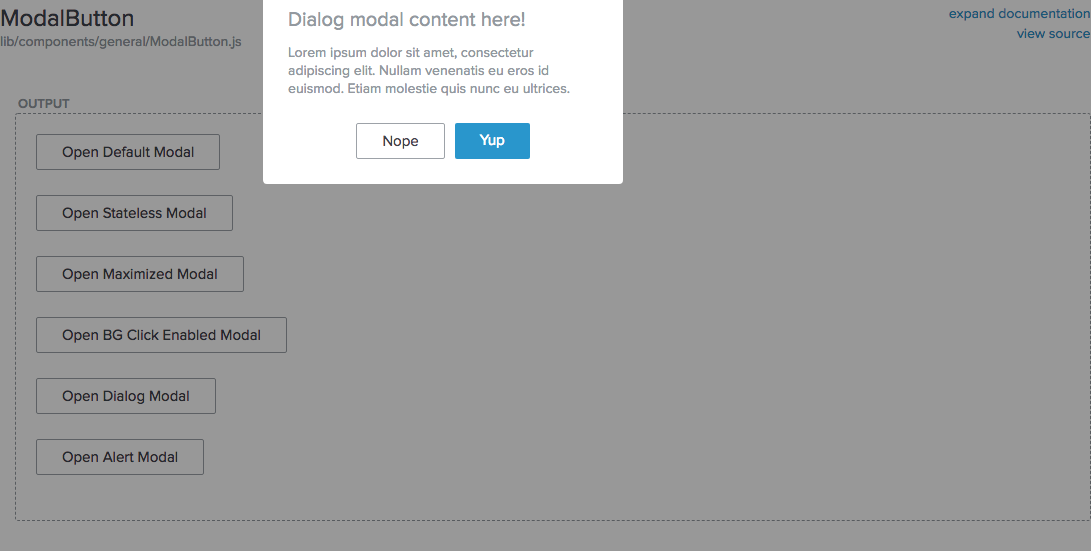 ModalButton
lib/components/general/ModalButton.js
expand documentation
view source
Dialog modal content here!
Lorem ipsum dolor sit amet, consectetur
adipiscing elit. Nullam venenatis eu eros id
euismod. Etiam molestie quis nunc eu ultrices.
Nope
Yup
OUTPUT
Open Default Modal
Open Stateless Modal
Open Maximized Modal
Open BG Click Enabled Modal
Open Dialog Modal
Open Alert Modal